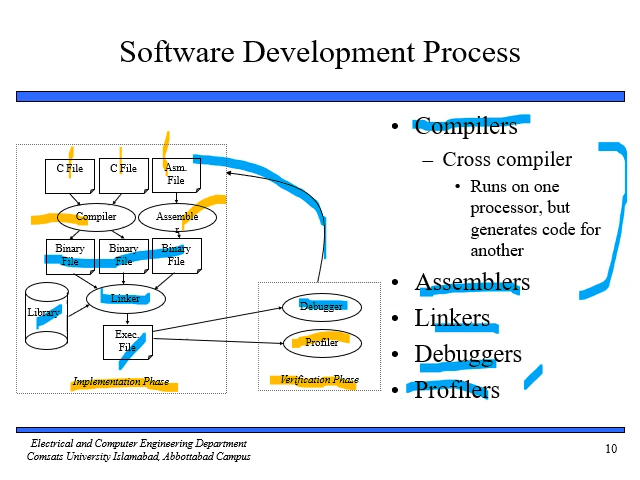 Software Development Process
C File
C File
Asm.
File
Compiler
Assemble
r
Binary
File
Binary
File
Binary
File
Library
Linker
Exec.
File
Implementation Phase
Debugger
Profiler
Verification Phase
• Compilers
– Cross compiler
• Runs on one
processor, but
generates code for
another
• Assemblers
• Linkers
• Debuggers
• Profilers
Electrical and Computer Engineering Department
Comsats University Islamabad, Abbottabad Campus
10